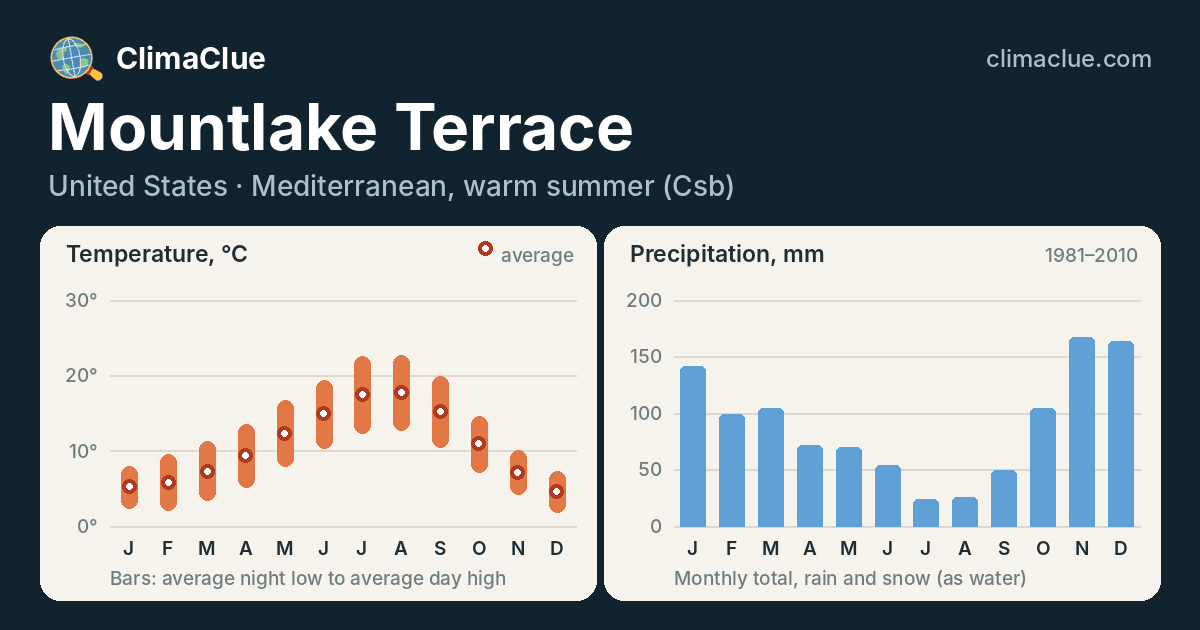 ClimaClue
climaclue.com
Mountlake Terrace
United States · Mediterranean, warm summer (Csb)
Temperature, °C
average
30°
20°
10°
0°
J F M A M J J A S O N D
Bars: average night low to average day high
Precipitation, mm
1981–2010
200
150
100
50
0
J F M A M J J A S O N D
Monthly total, rain and snow (as water)